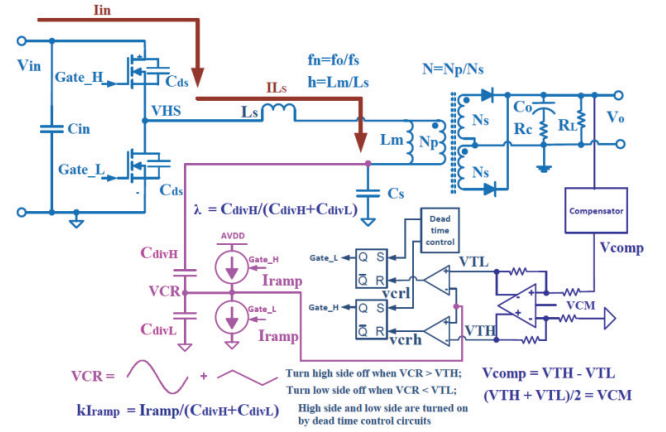 Iin
fn=fo/fs
h=Lm/Ls
N=Np/Ns
Vin
Gate_H
Cds
ILs
VHS
Ls
Lm
Np
Ns
Co
Rc
RL
Vo
Cin
Gate_L
Cds
Ns
Cs
λ = CdivH/(CdivH+CdivL)
Dead
time
control
Compensator
Vcomp
AVDD
CdivH
Gate_H
Iramp
VCR
Gate_L
CdivL
Iramp
Gate_L
Q S
Q R
vcrl
VTL
Gate_H
Q S
Q R
vcrh
VTH
VCM
VCR =
+
Turn high side off when VCR > VTH;
Turn low side off when VCR < VTL;
Vcomp = VTH - VTL
(VTH + VTL)/2 = VCM
kIramp = Iramp/(CdivH+CdivL)
High side and low side are turned on
by dead time control circuits